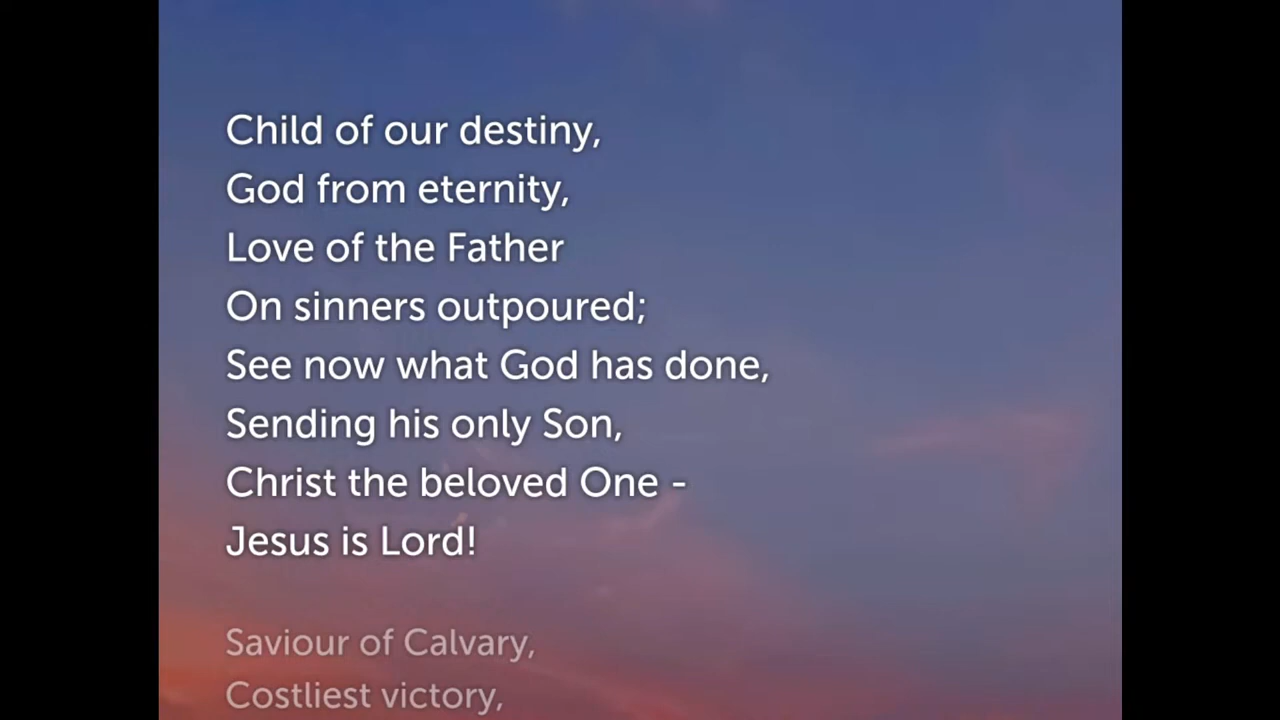 Child of our destiny,
God from eternity,
Love of the Father
On sinners outpoured;
See now what God has done,
Sending his only Son,
Christ the beloved One -
Jesus is Lord!
Saviour of Calvary,
Costliest victory,